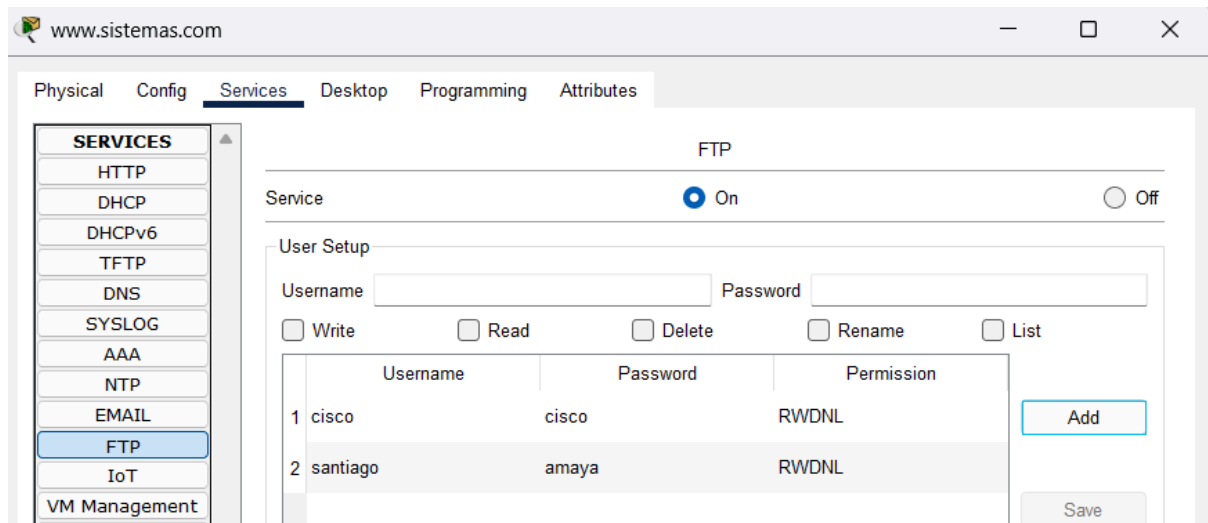 www.sistemas.com
Physical Config Services Desktop Programming Attributes
SERVICES
HTTP
DHCP
DHCPv6
TFTP
DNS
SYSLOG
AAA
NTP
EMAIL
FTP
IoT
VM Management
FTP
Service On Off
User Setup
Username Password
Write Read Delete Rename List
Username Password Permission
1 cisco cisco RWDNL
2 santiago amaya RWDNL
Add
Save